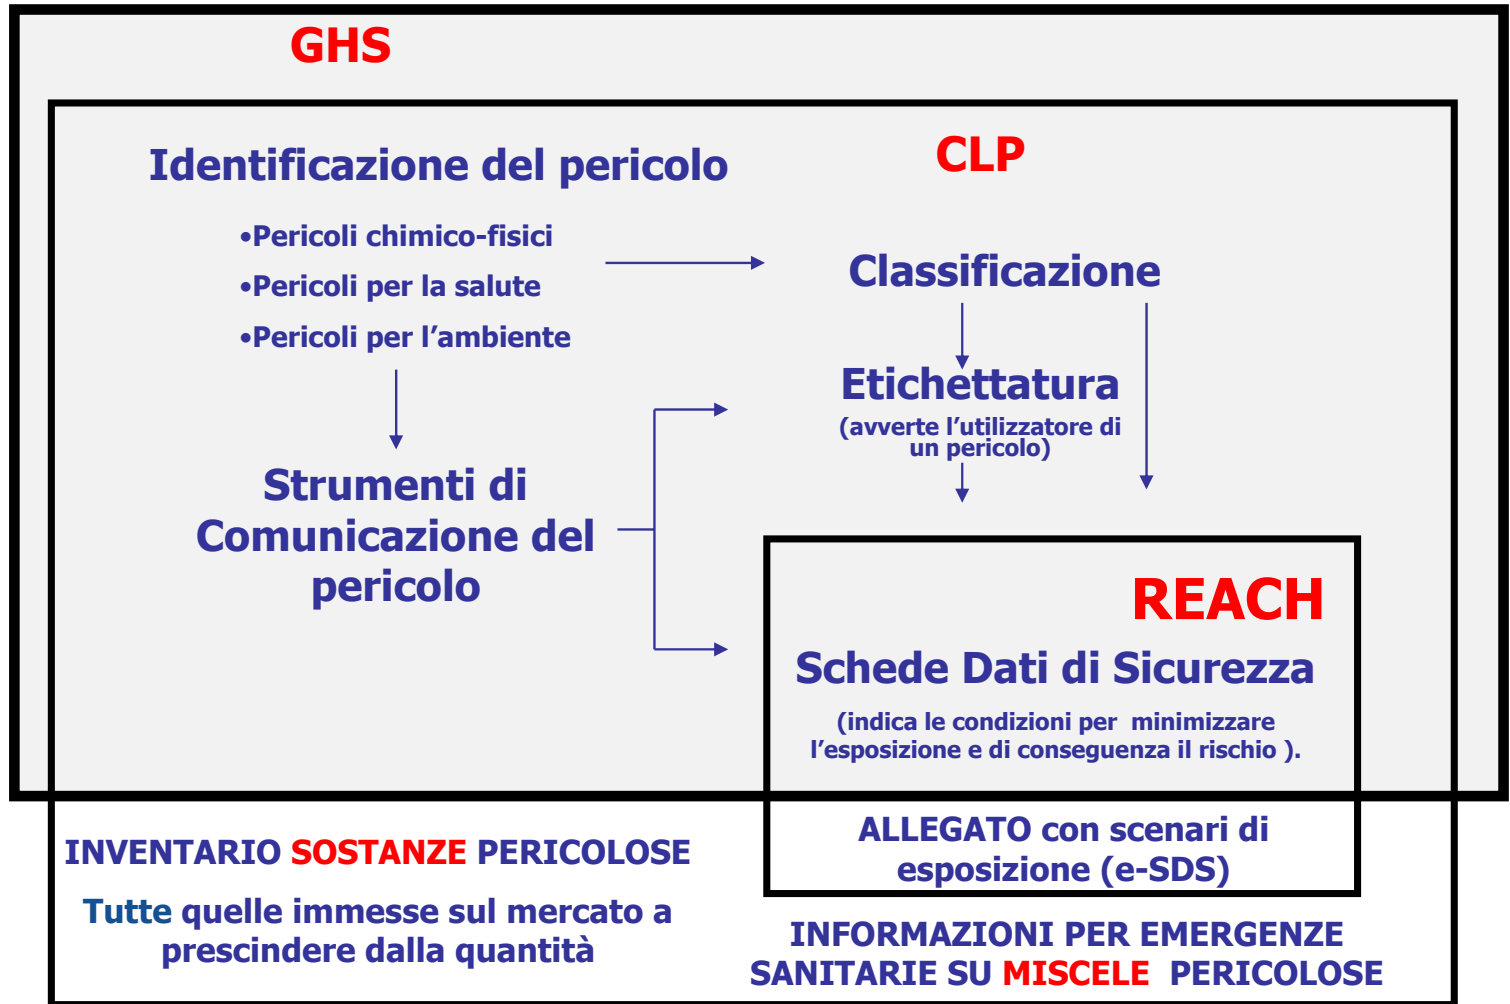 GHS
CLP
Identificazione del pericolo
•Pericoli chimico-fisici
•Pericoli per la salute
•Pericoli per l’ambiente
Classificazione
Etichettatura
(avverte l’utilizzatore di
un pericolo)
Strumenti di
Comunicazione del
pericolo
REACH
Schede Dati di Sicurezza
(indica le condizioni per  minimizzare
l’esposizione e di conseguenza il rischio ).
ALLEGATO con scenari di
esposizione (e-SDS)
INVENTARIO SOSTANZE PERICOLOSE
Tutte quelle immesse sul mercato a
prescindere dalla quantità
INFORMAZIONI PER EMERGENZE
SANITARIE SU MISCELE  PERICOLOSE